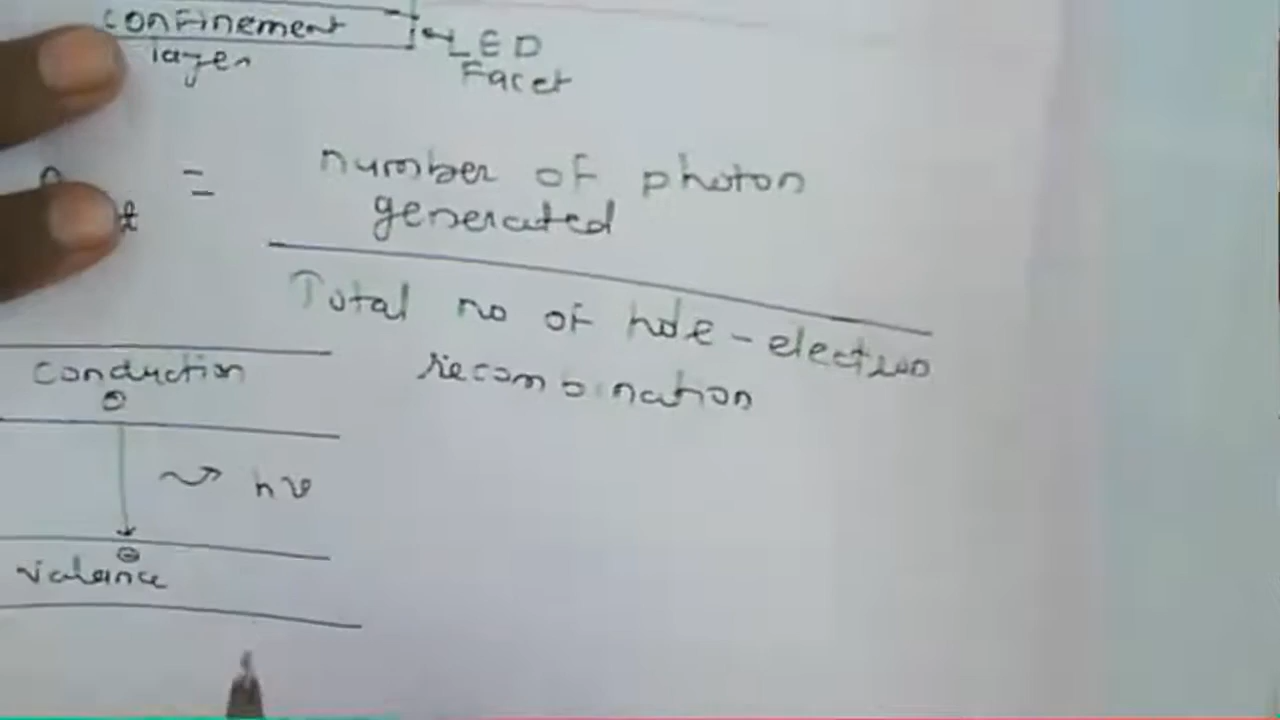 confinement
layer
LED
Facet
=
number of photon
generated
Total no of hole-electron
recombination
conduction
hν
valance